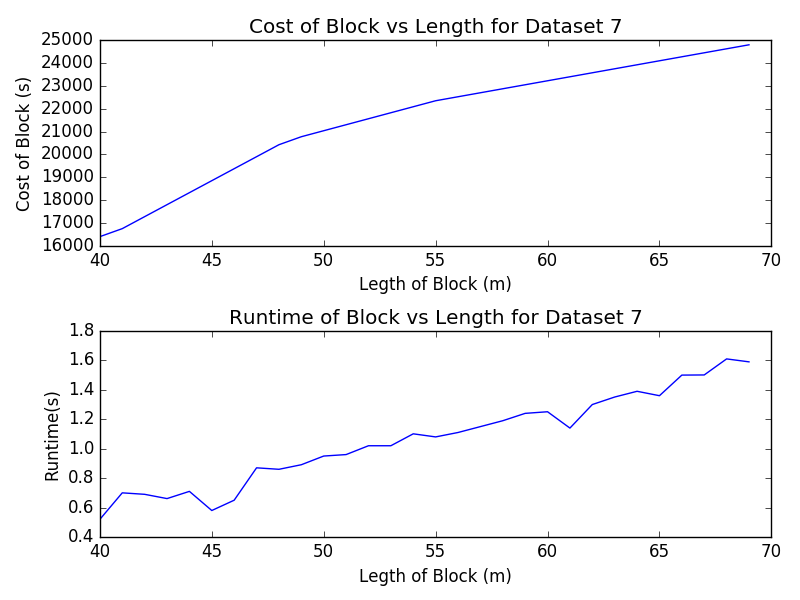 Cost of Block vs Length for Dataset 7
25000
24000
23000
22000
21000
20000
19000
18000
17000
16000
Cost of Block (s)
40 45 50 55 60 65 70
Legth of Block (m)
Runtime of Block vs Length for Dataset 7
1.8
1.6
1.4
1.2
1.0
0.8
0.6
0.4
Runtime(s)
40 45 50 55 60 65 70
Legth of Block (m)